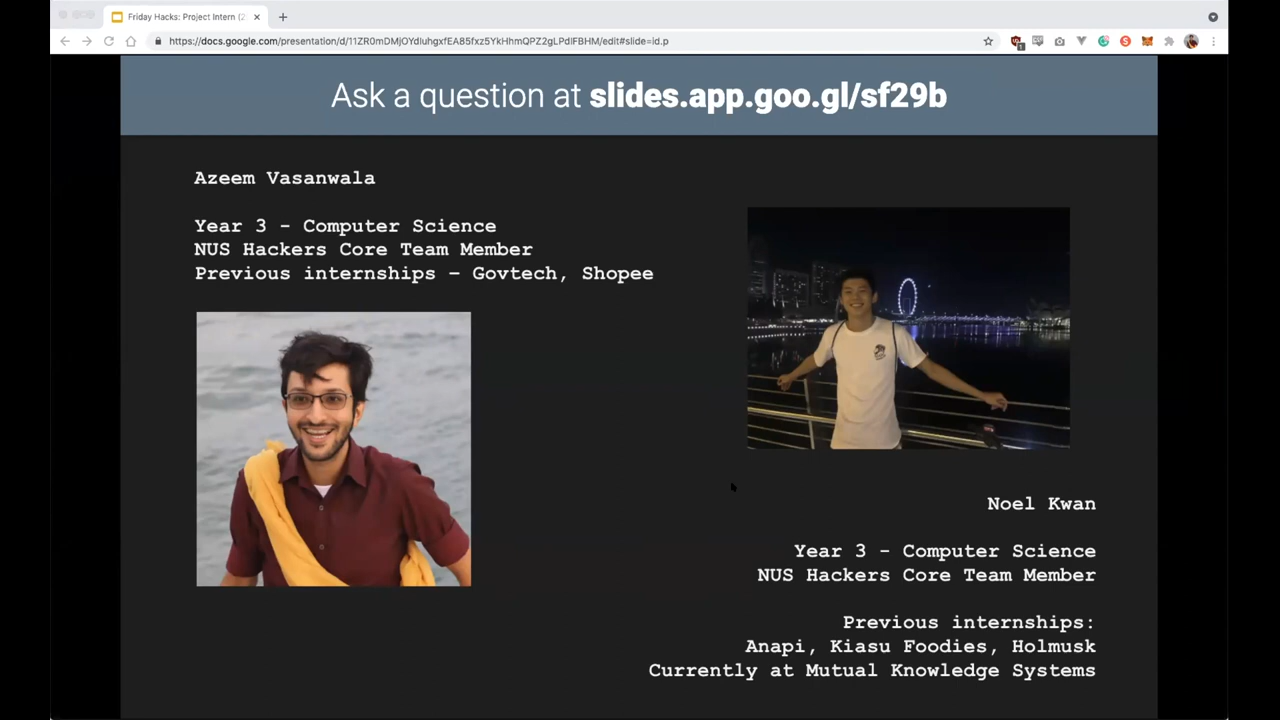 Friday Hacks: Project Intern (2
https://docs.google.com/presentation/d/11ZR0mDMjOYdluhgxfEA85fxz5YkHhmQPZ2gLPdIFBHM/edit#slide=id.p
Ask a question at slides.app.goo.gl/sf29b
Azeem Vasanwala
Year 3 - Computer Science
NUS Hackers Core Team Member
Previous internships – Govtech, Shopee
Noel Kwan
Year 3 - Computer Science
NUS Hackers Core Team Member
Previous internships:
Anapi, Kiasu Foodies, Holmusk
Currently at Mutual Knowledge Systems